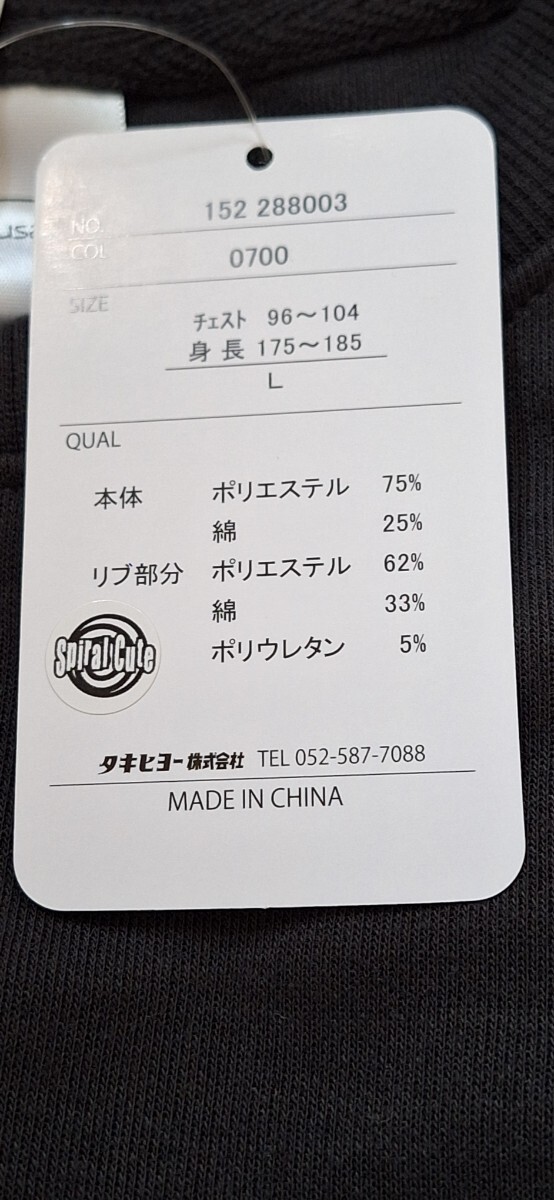 NO. 152 288003
COL 0700
SIZE
チェスト 96～104
身長 175～185
L
QUAL
本体 ポリエステル 75%
綿 25%
リブ部分 ポリエステル 62%
綿 33%
ポリウレタン 5%
Spiral Cute
タキヒヨー株式会社 TEL 052-587-7088
MADE IN CHINA